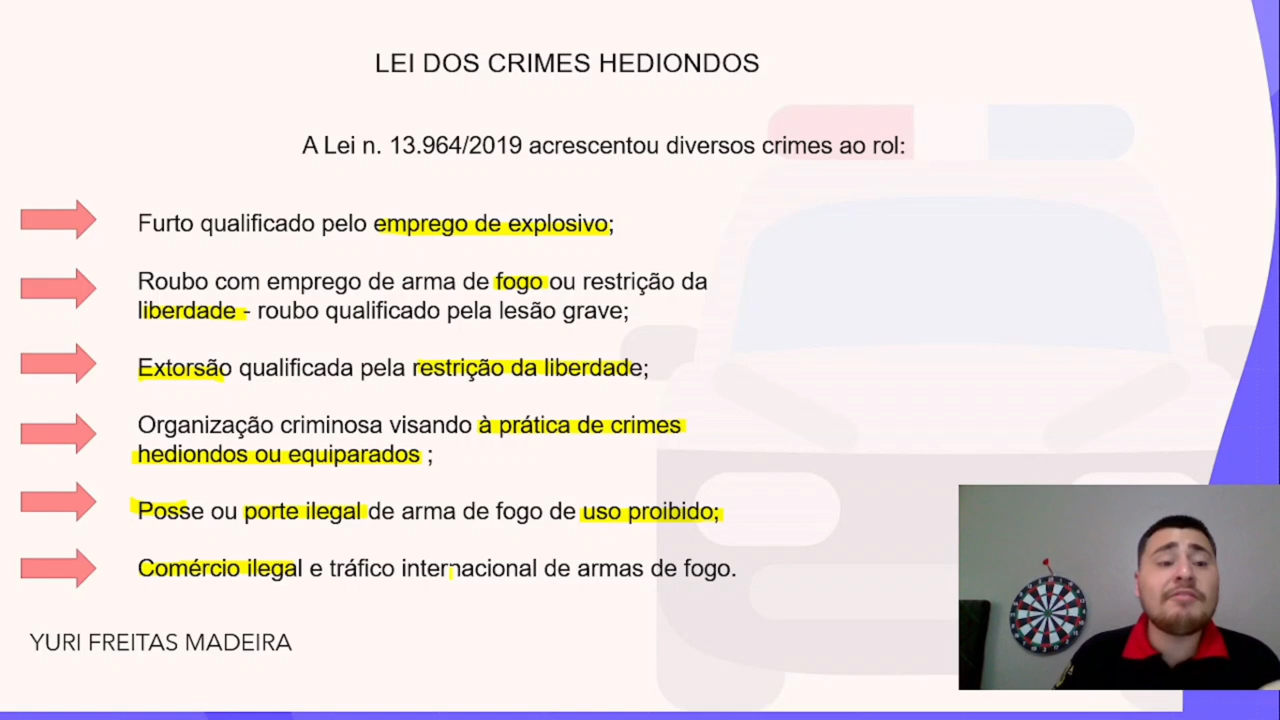 LEI DOS CRIMES HEDIONDOS
A Lei n. 13.964/2019 acrescentou diversos crimes ao rol:
Furto qualificado pelo emprego de explosivo;
Roubo com emprego de arma de fogo ou restrição da
liberdade - roubo qualificado pela lesão grave;
Extorsão qualificada pela restrição da liberdade;
Organização criminosa visando à prática de crimes
hediondos ou equiparados ;
Posse ou porte ilegal de arma de fogo de uso proibido;
Comércio ilegal e tráfico internacional de armas de fogo.
YURI FREITAS MADEIRA